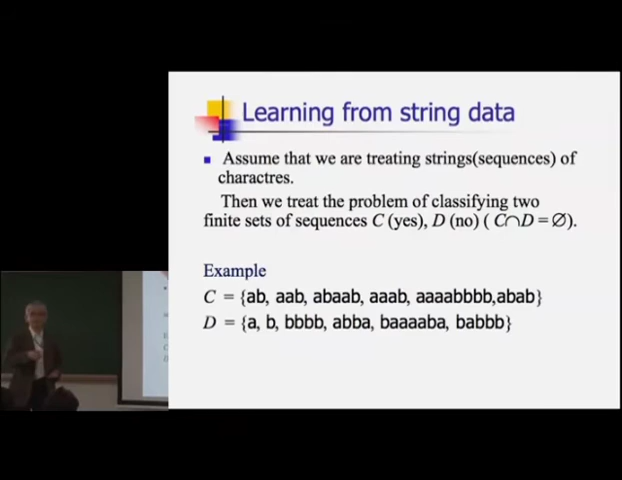 Learning from string data
Assume that we are treating strings(sequences) of
charactres.
Then we treat the problem of classifying two
finite sets of sequences C (yes), D (no) ( C∩D = ∅).
Example
C = {ab, aab, abaab, aaab, aaaabbbb,abab}
D = {a, b, bbbb, abba, baaaaba, babbb}